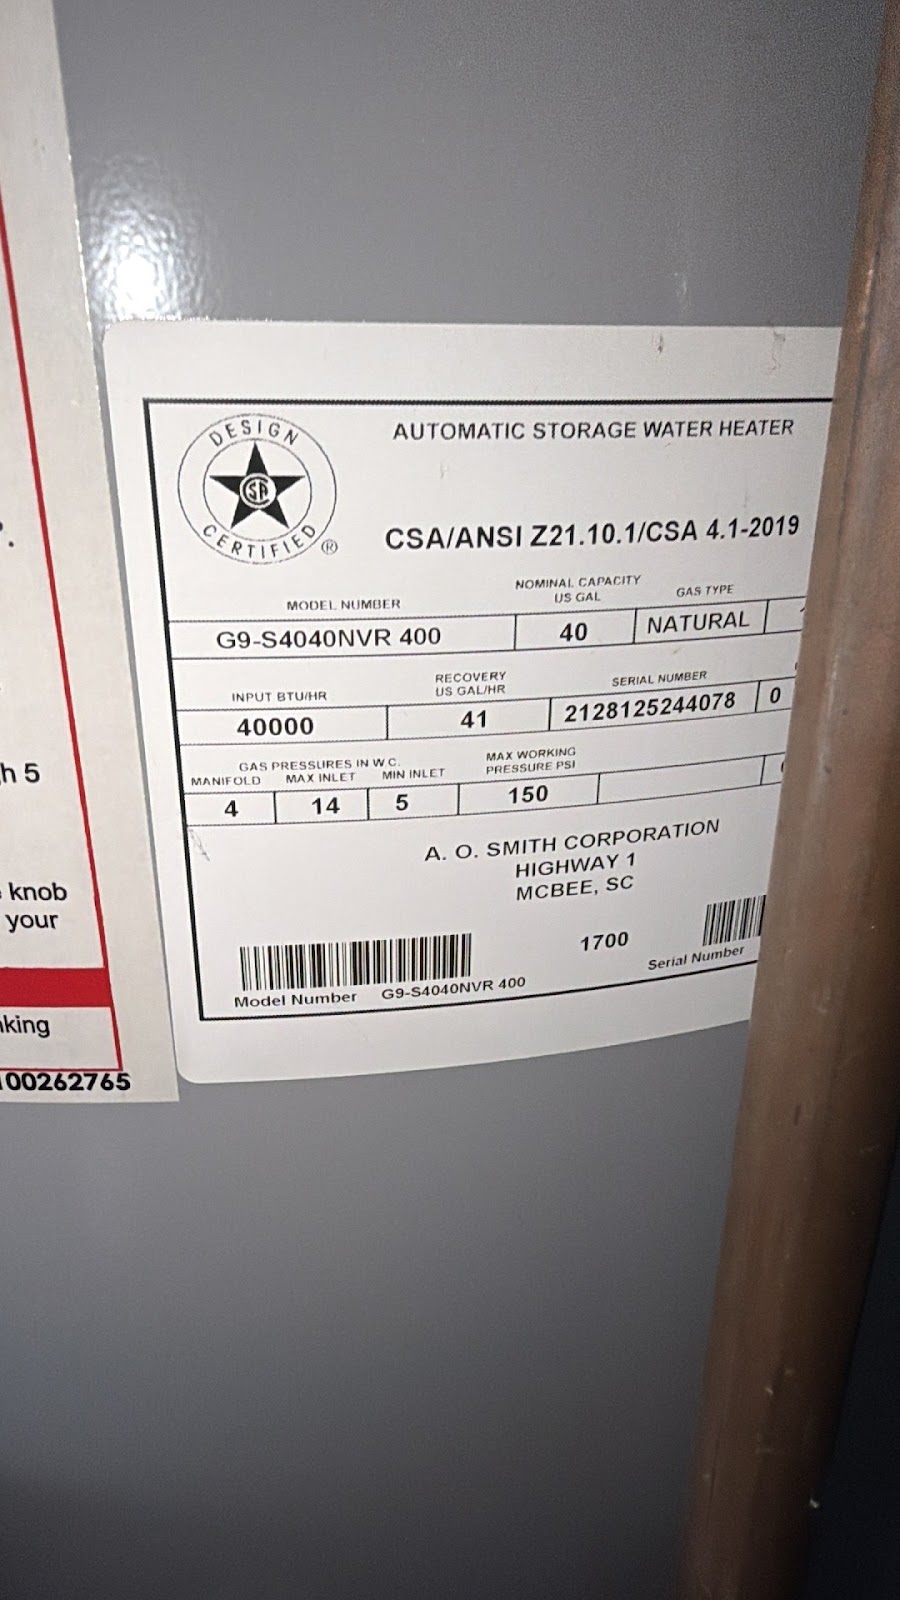 DESIGN
CSA
CERTIFIED
®
AUTOMATIC STORAGE WATER HEATER
CSA/ANSI Z21.10.1/CSA 4.1-2019
MODEL NUMBER
NOMINAL CAPACITY
US GAL
GAS TYPE
G9-S4040NVR 400
40
NATURAL
INPUT BTU/HR
RECOVERY
US GAL/HR
SERIAL NUMBER
40000
41
2128125244078
0
GAS PRESSURES IN W.C.
MANIFOLD MAX INLET MIN INLET
MAX WORKING
PRESSURE PSI
4
14
5
150
A. O. SMITH CORPORATION
HIGHWAY 1
MCBEE, SC
1700
Model Number G9-S4040NVR 400
Serial Number
h 5
knob
your
king
100262765